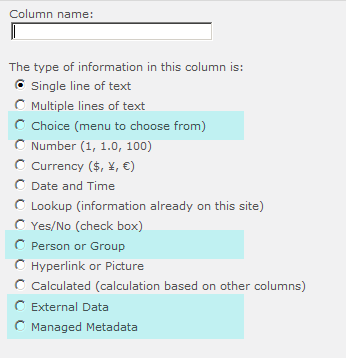 Column name:
The type of information in this column is:
Single line of text
Multiple lines of text
Choice (menu to choose from)
Number (1, 1.0, 100)
Currency ($, ¥, €)
Date and Time
Lookup (information already on this site)
Yes/No (check box)
Person or Group
Hyperlink or Picture
Calculated (calculation based on other columns)
External Data
Managed Metadata